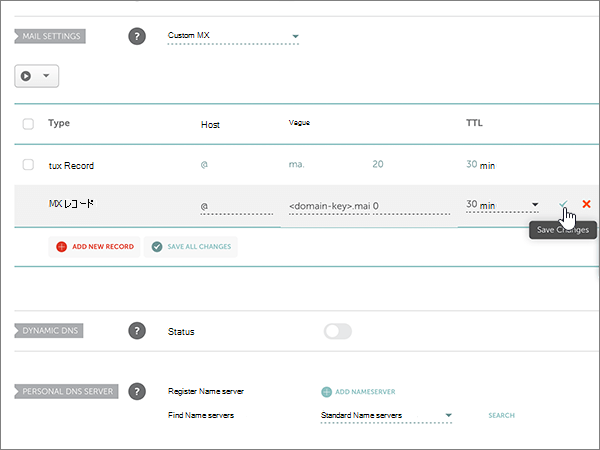 MAIL SETTINGS ? Custom MX
Type Host Vague TTL
tux Record @ ma. 20 30 min
MX レコード @ <domain-key>.mai 0 30 min
Save Changes
ADD NEW RECORD SAVE ALL CHANGES
DYNAMIC DNS ? Status
PERSONAL DNS SERVER ? Register Name server ADD NAMESERVER
Find Name servers Standard Name servers SEARCH